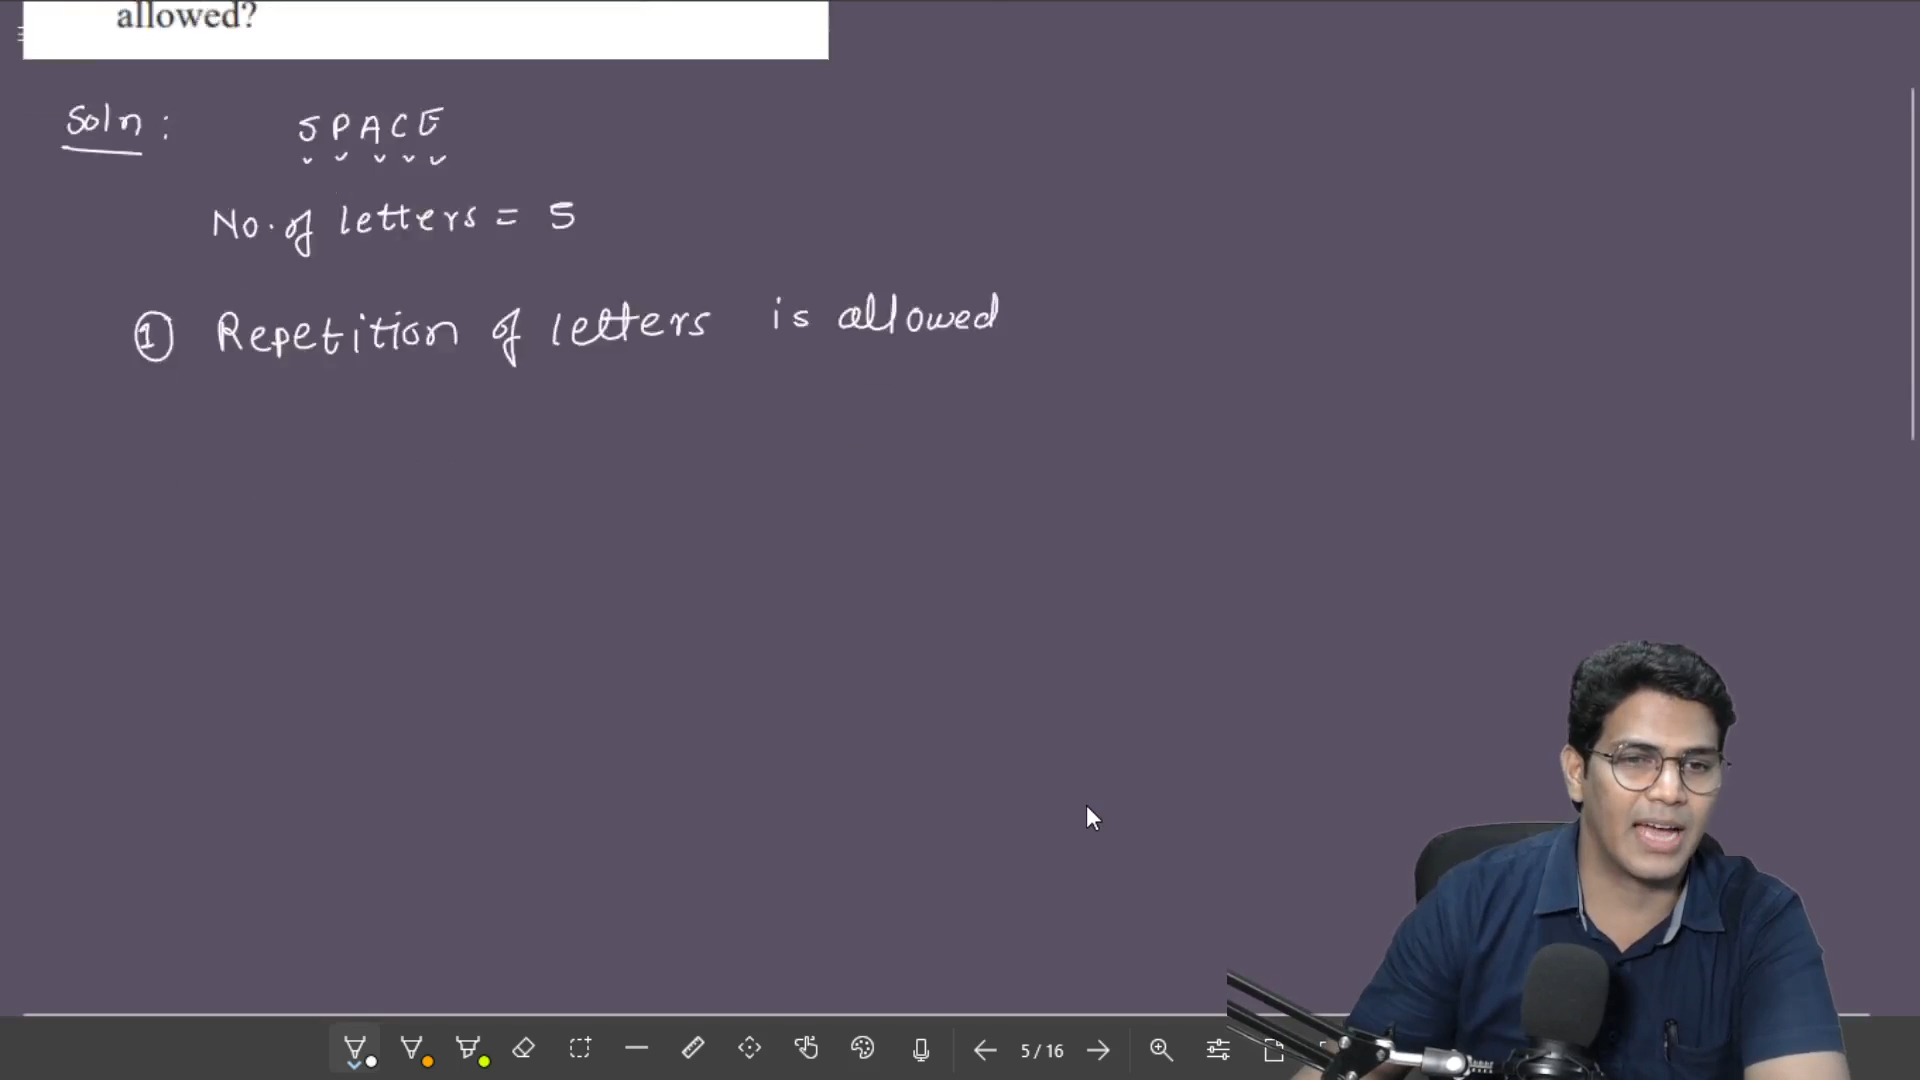 allowed?
Soln :
SPACE
No. of letters = 5
① Repetition of letters is allowed
5 / 16